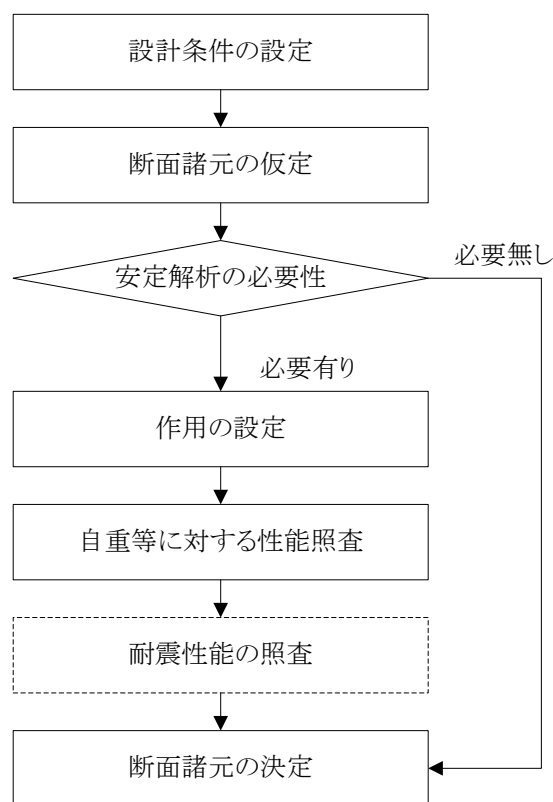 設計条件の設定
断面諸元の仮定
安定解析の必要性
必要無し
必要有り
作用の設定
自重等に対する性能照査
耐震性能の照査
断面諸元の決定